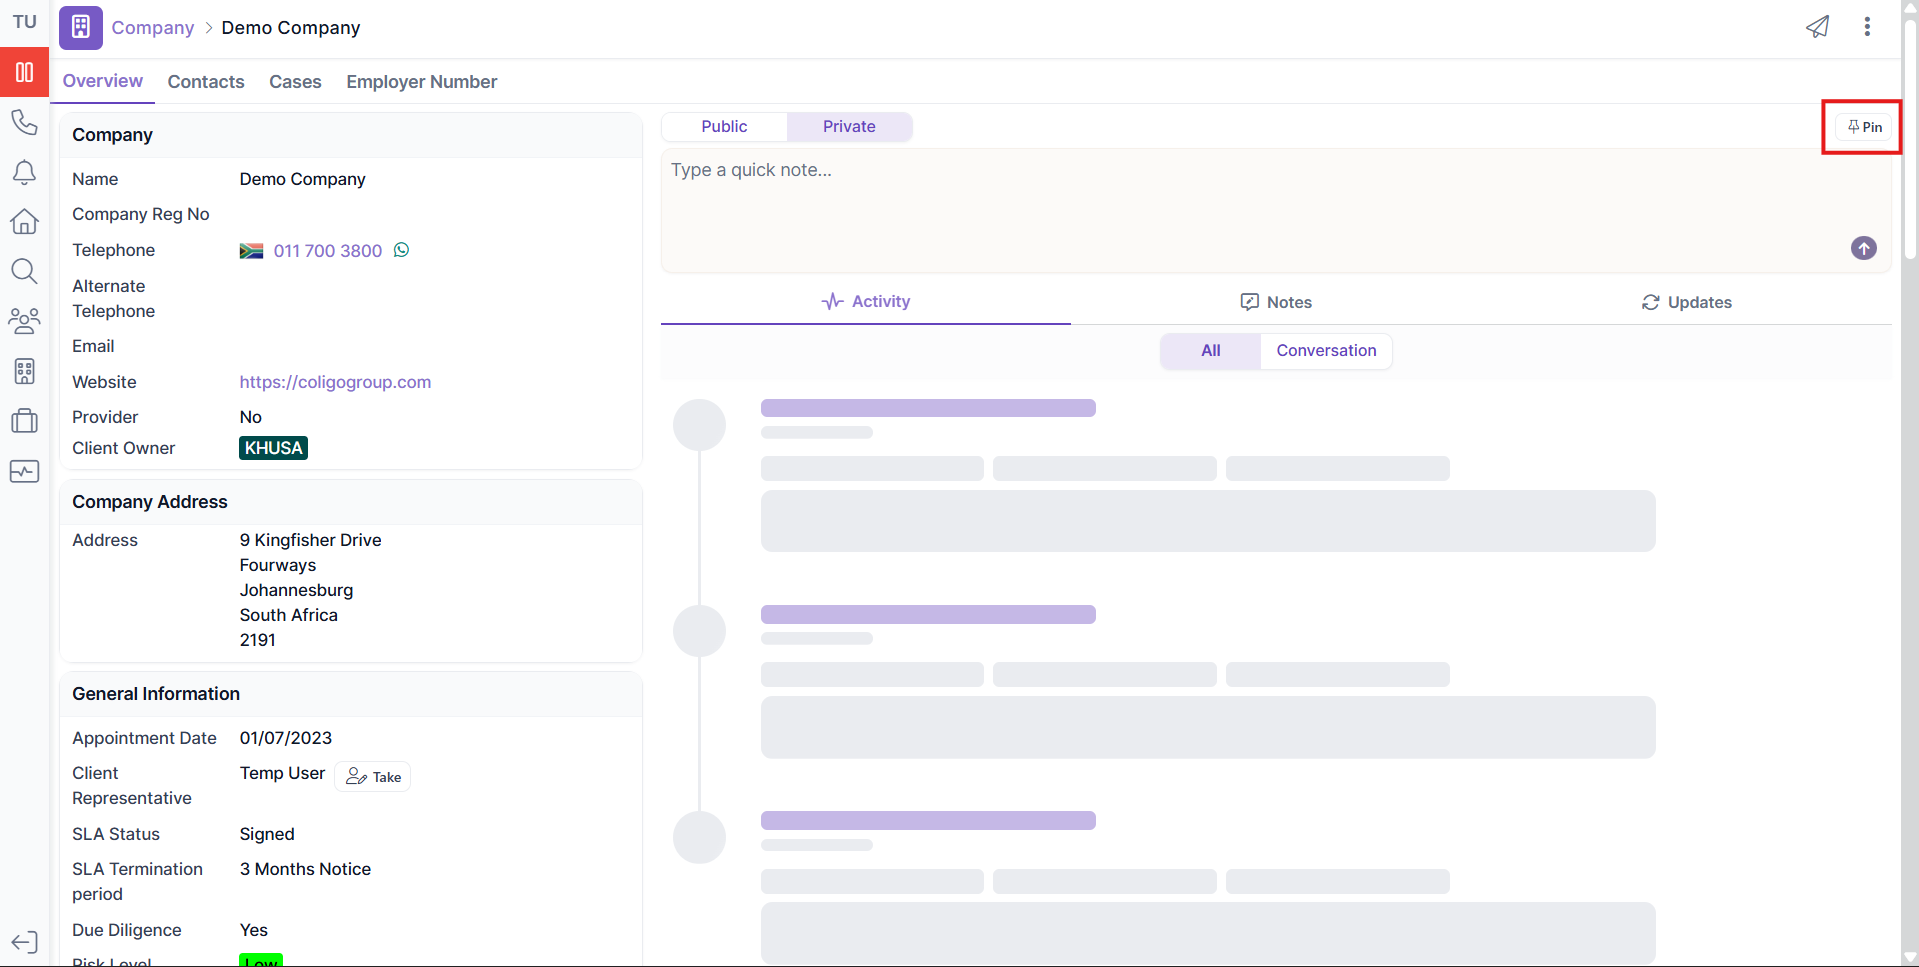 TU
Company > Demo Company
Overview Contacts Cases Employer Number
Company
Name Demo Company
Company Reg No
Telephone 011 700 3800
Alternate
Telephone
Email
Website https://coligogroup.com
Provider No
Client Owner KHUSA
Company Address
Address 9 Kingfisher Drive
Fourways
Johannesburg
South Africa
2191
General Information
Appointment Date 01/07/2023
Client Temp User Take
Representative
SLA Status Signed
SLA Termination 3 Months Notice
period
Due Diligence Yes
Risk Level Low
Public Private Pin
Type a quick note...
Activity Notes Updates
All Conversation